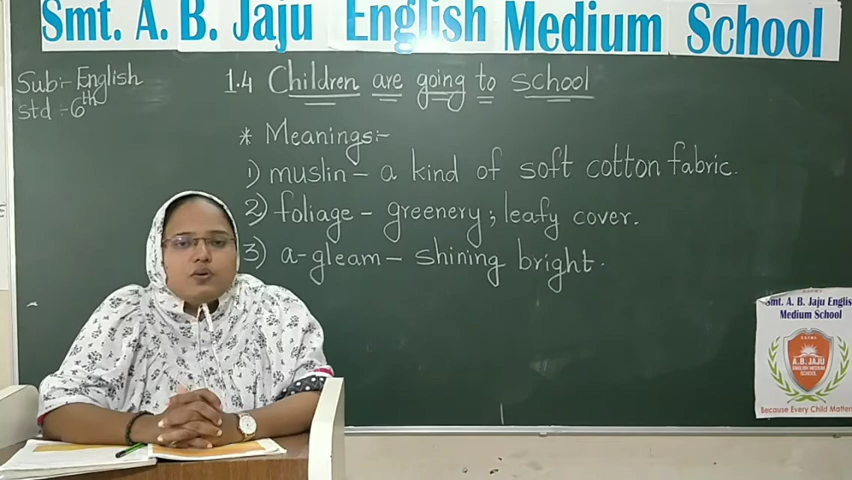 Smt. A. B. Jaju English Medium School
Sub:- English
Std :- 6th
1.4 Children are going to school
* Meanings:-
1) muslin - a kind of soft cotton fabric.
2) foliage - greenery; leafy cover.
3) a-gleam - shining bright.
Smt. A. B. Jaju English
Medium School
A.B. JAJU
ENGLISH MEDIUM
SCHOOL
Because Every Child Matters